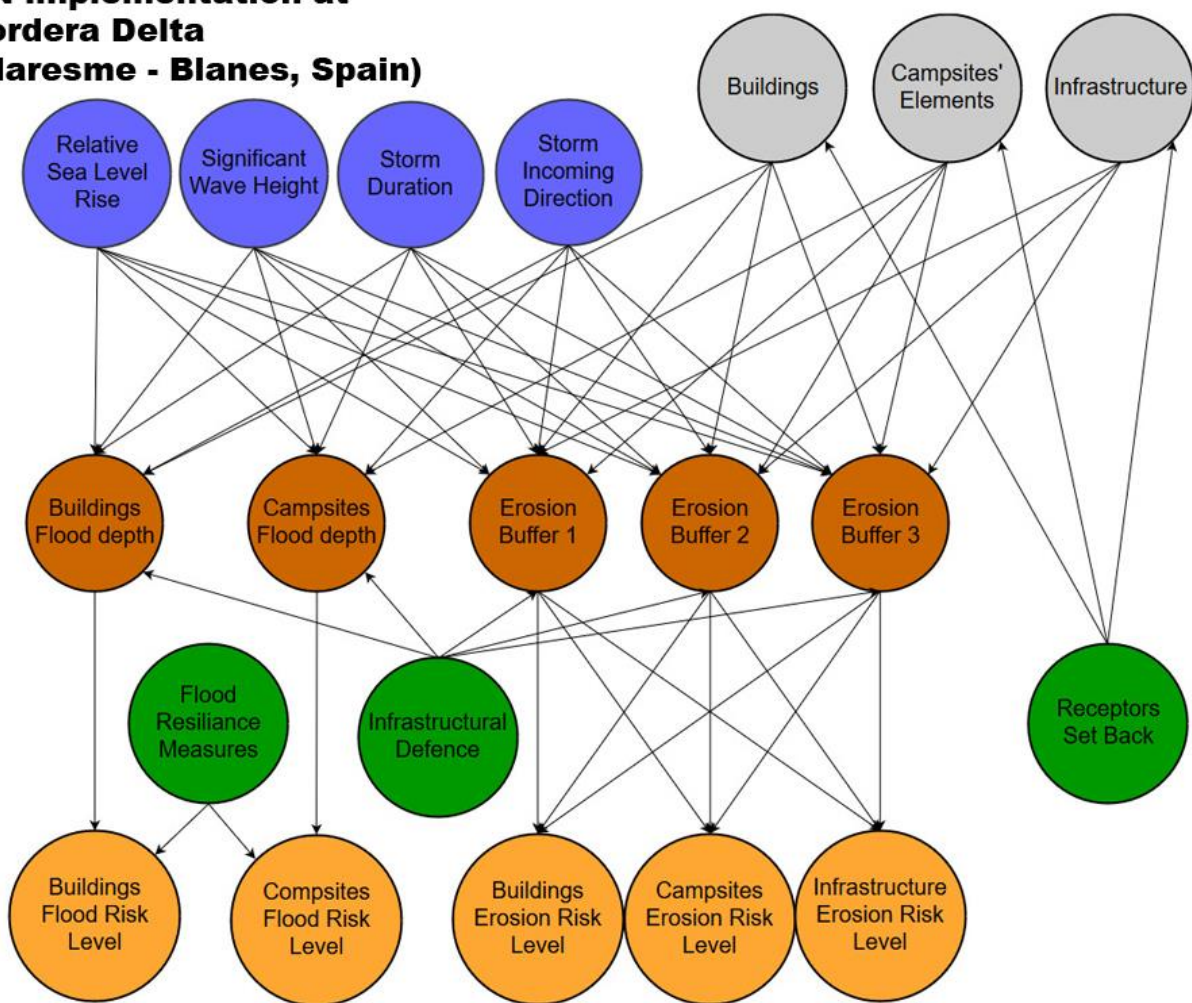 ordera Delta
laresme - Blanes, Spain)
Buildings
Campsites'
Elements
Infrastructure
Relative
Sea Level
Rise
Significant
Wave Height
Storm
Duration
Storm
Incoming
Direction
Buildings
Flood depth
Campsites
Flood depth
Erosion
Buffer 1
Erosion
Buffer 2
Erosion
Buffer 3
Flood
Resiliance
Measures
Infrastructural
Defence
Receptors
Set Back
Buildings
Flood Risk
Level
Compsites
Flood Risk
Level
Buildings
Erosion Risk
Level
Campsites
Erosion Risk
Level
Infrastructure
Erosion Risk
Level